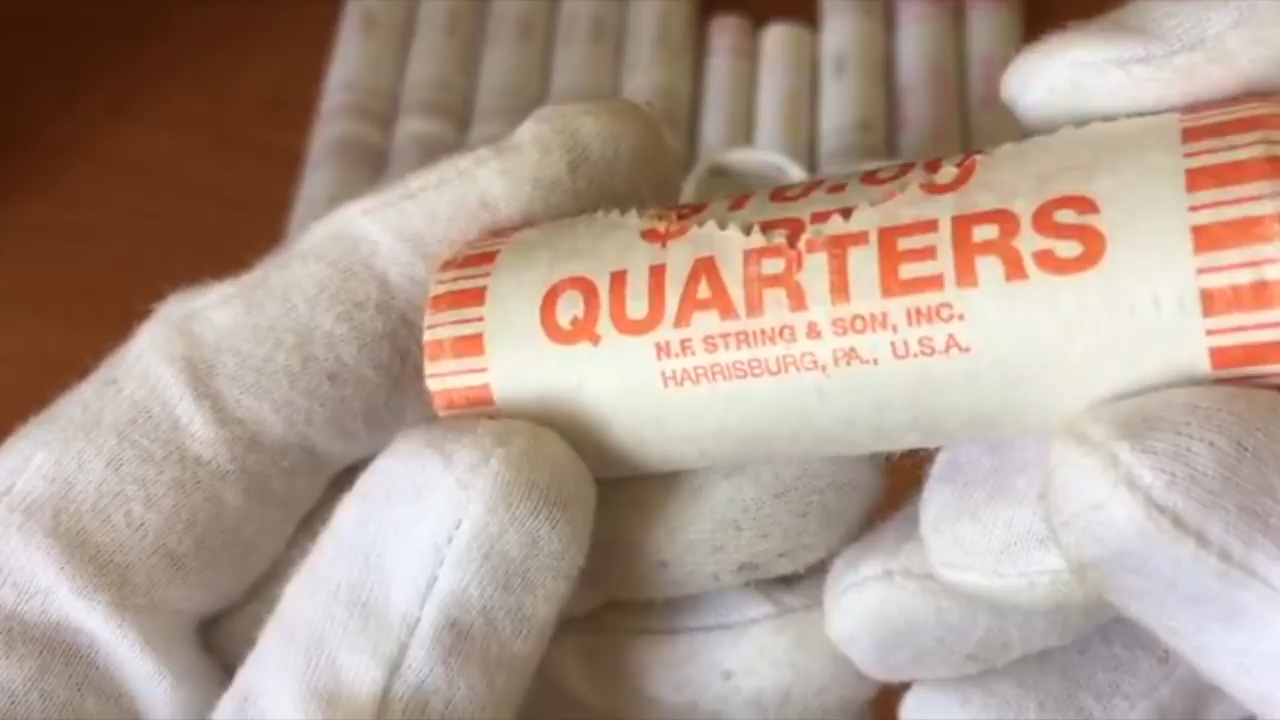 QUARTERS
N.F. STRING & SON, INC.
HARRISBURG, PA., U.S.A.